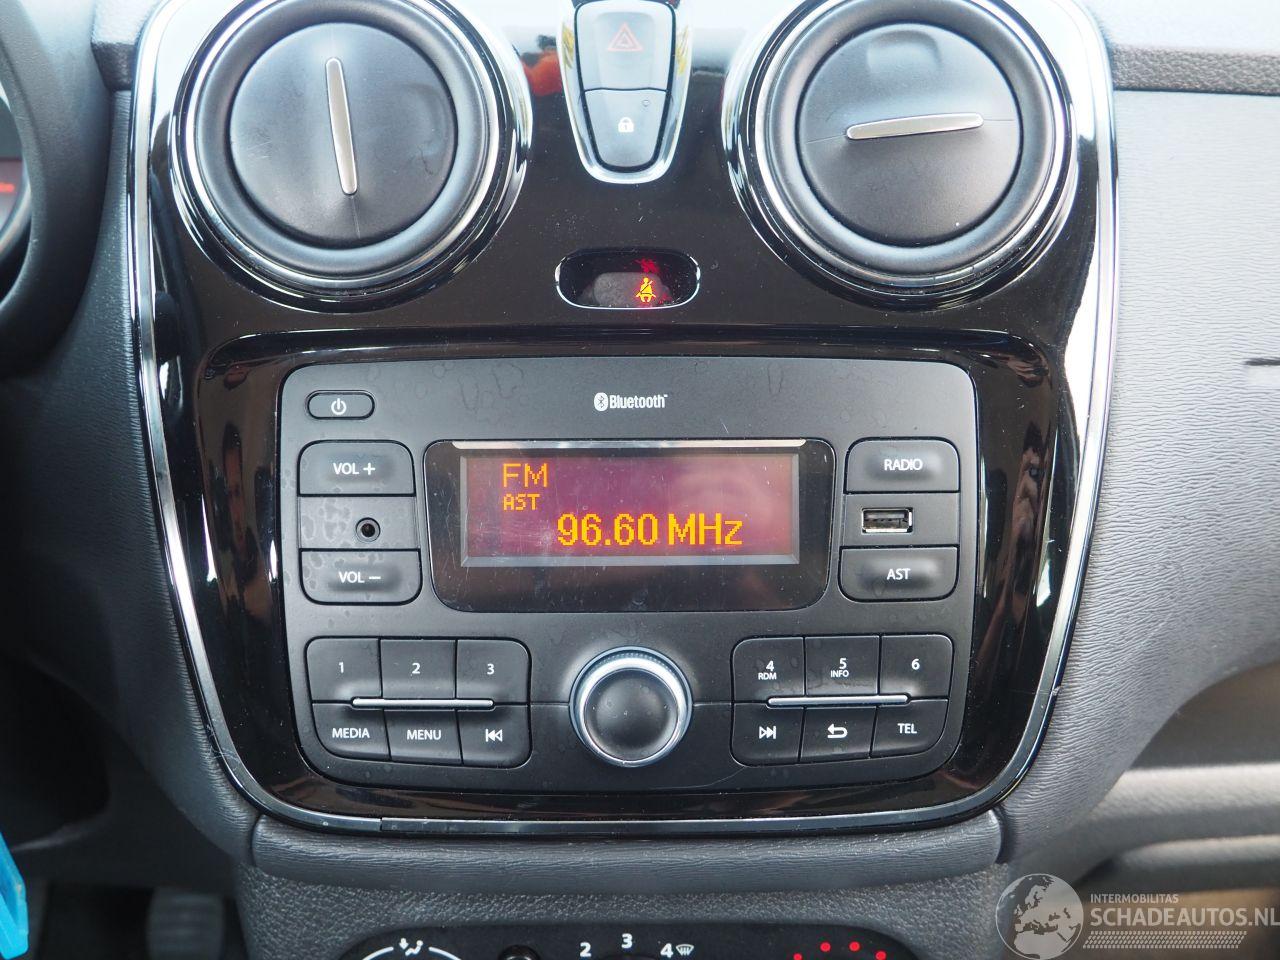 Bluetooth
VOL +
RADIO
FM
AST
96.60 MHz
VOL −
AST
1 2 3
4 5 6
RDM INFO
MEDIA MENU
TEL
2 3 4
INTERMOBILITAS
SCHADEAUTOS.NL